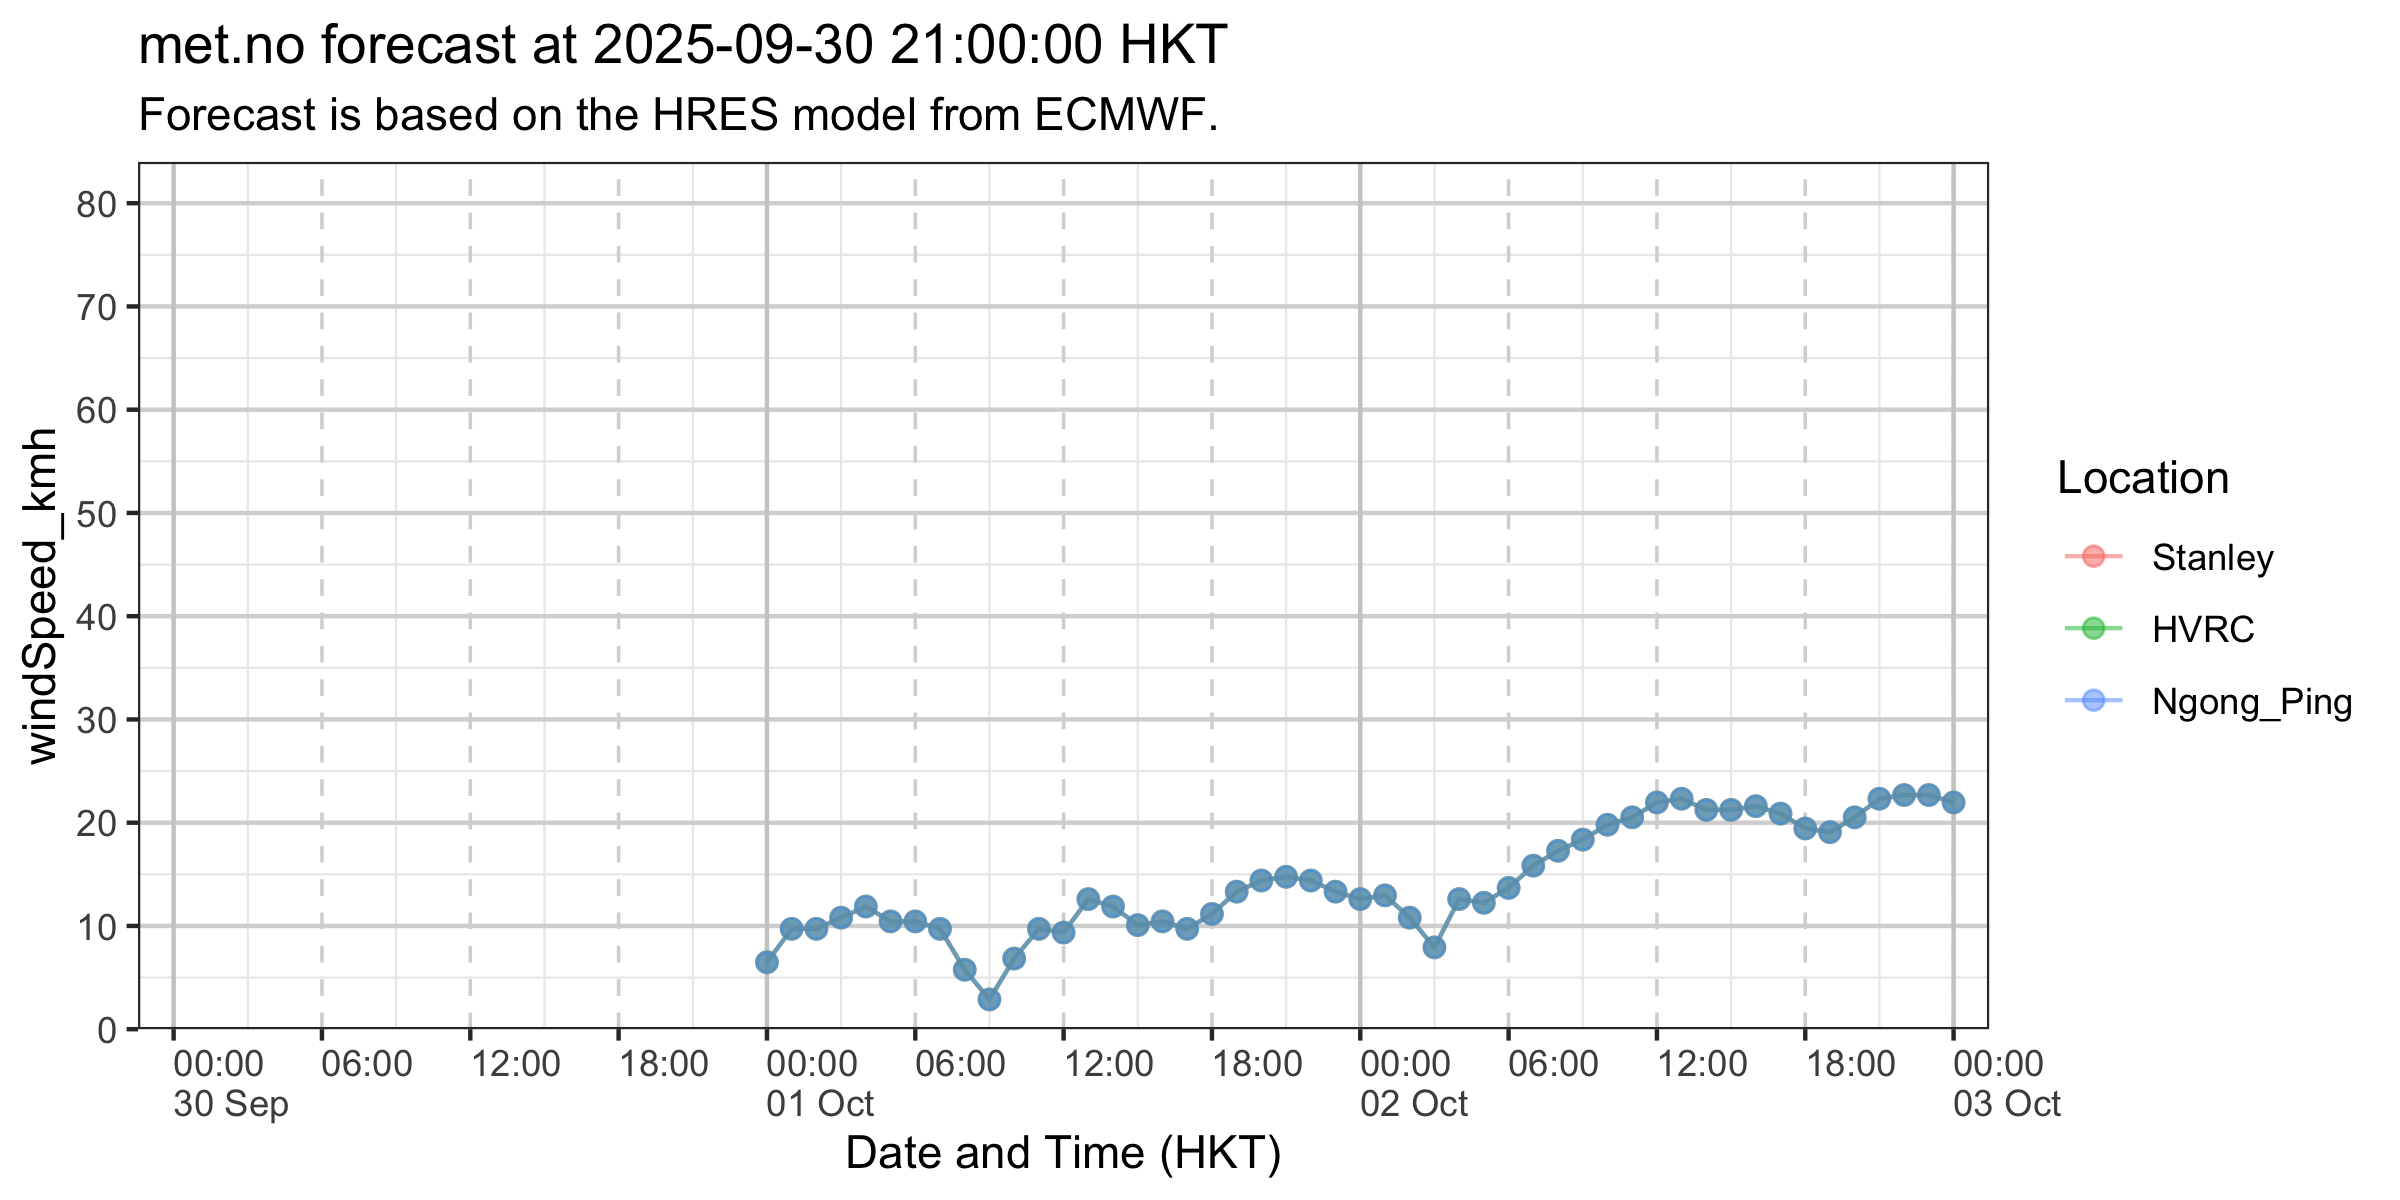 met.no forecast at 2025-09-30 21:00:00 HKT
Forecast is based on the HRES model from ECMWF.
windSpeed_kmh
80
70
60
50
40
30
20
10
0
00:00 06:00 12:00 18:00 00:00 06:00 12:00 18:00 00:00 06:00 12:00 18:00 00:00
30 Sep 01 Oct 02 Oct 03 Oct
Date and Time (HKT)
Location
Stanley
HVRC
Ngong_Ping